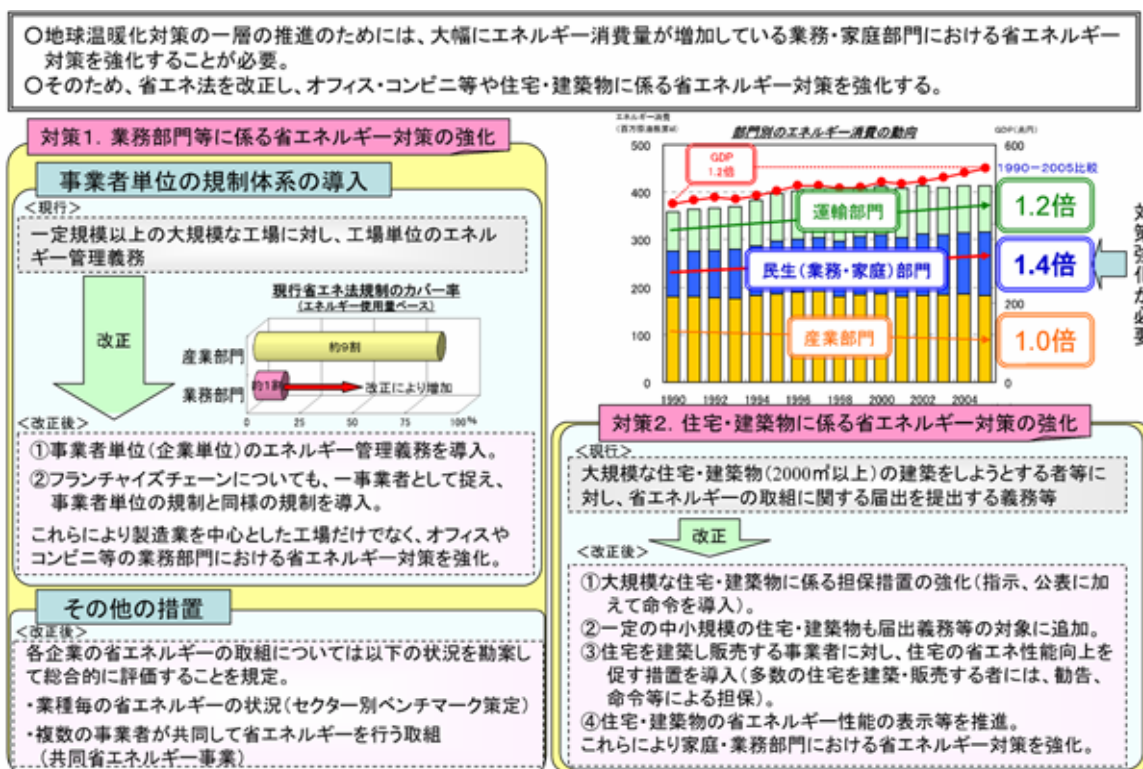 ○地球温暖化対策の一層の推進のためには、大幅にエネルギー消費量が増加している業務・家庭部門における省エネルギー
対策を強化することが必要。
○そのため、省エネ法を改正し、オフィス・コンビニ等や住宅・建築物に係る省エネルギー対策を強化する。
対策1. 業務部門等に係る省エネルギー対策の強化
事業者単位の規制体系の導入
<現行>
一定規模以上の大規模な工場に対し、工場単位のエネル
ギー管理義務
改正
現行省エネ法規制のカバー率
(エネルギー使用量ベース)
産業部門
約9割
業務部門
約1割
改正により増加
0 25 50 75 100%
<改正後>
①事業者単位(企業単位)のエネルギー管理義務を導入。
②フランチャイズチェーンについても、一事業者として捉え、
事業者単位の規制と同様の規制を導入。
これらにより製造業を中心とした工場だけでなく、オフィスや
コンビニ等の業務部門における省エネルギー対策を強化。
その他の措置
<改正後>
各企業の省エネルギーの取組については以下の状況を勘案し
て総合的に評価することを規定。
・業種毎の省エネルギーの状況(セクター別ベンチマーク策定)
・複数の事業者が共同して省エネルギーを行う取組
(共同省エネルギー事業)
エネルギー消費
部門別のエネルギー消費の動向
GDP(兆円)
500
400
300
200
100
0
600
200
0
GDP
1.2倍
1990-2005比較
運輸部門
1.2倍
民生(業務・家庭)部門
1.4倍
産業部門
1.0倍
1990 1992 1994 1996 1998 2000 2002 2004
対策強化が必要
対策2. 住宅・建築物に係る省エネルギー対策の強化
<現行>
大規模な住宅・建築物(2000㎡以上)の建築をしようとする者等に
対し、省エネルギーの取組に関する届出を提出する義務等
改正
<改正後>
①大規模な住宅・建築物に係る担保措置の強化(指示、公表に加
えて命令を導入)。
②一定の中小規模の住宅・建築物も届出義務等の対象に追加。
③住宅を建築し販売する事業者に対し、住宅の省エネ性能向上を
促す措置を導入(多数の住宅を建築・販売する者には、勧告、
命令等による担保)。
④住宅・建築物の省エネルギー性能の表示等を推進。
これらにより家庭・業務部門における省エネルギー対策を強化。